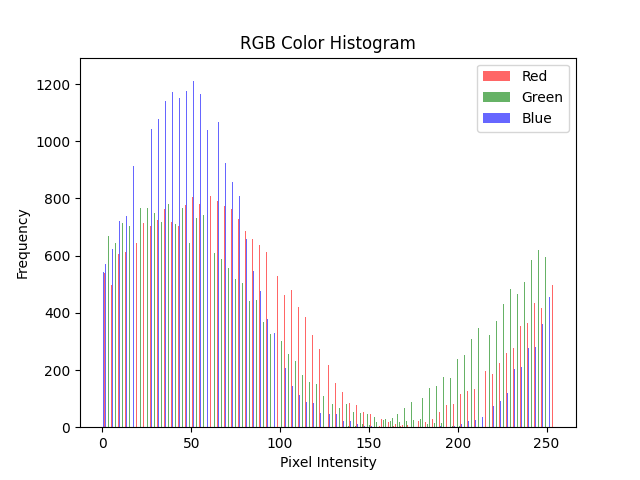 RGB Color Histogram
Red
Green
Blue
1200
1000
800
600
400
200
0
Frequency
0 50 100 150 200 250
Pixel Intensity